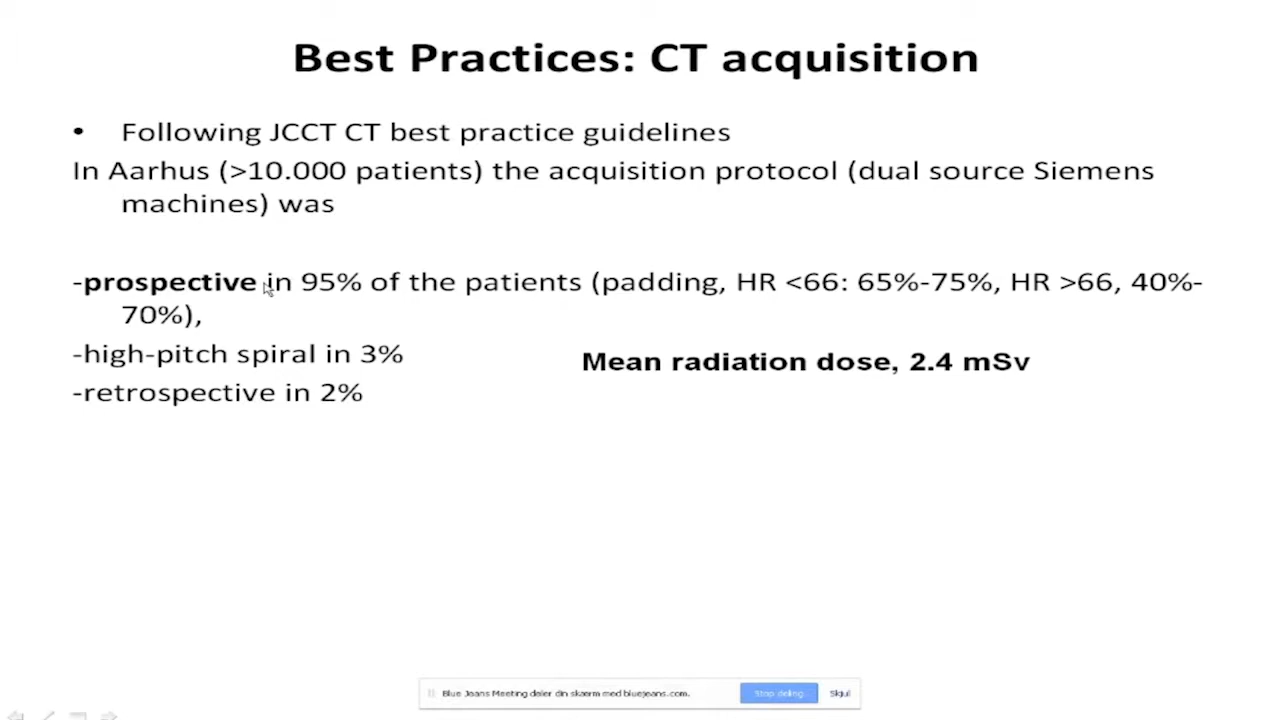 Best Practices: CT acquisition
• Following JCCT CT best practice guidelines
In Aarhus (>10.000 patients) the acquisition protocol (dual source Siemens
machines) was
-prospective in 95% of the patients (padding, HR <66: 65%-75%, HR >66, 40%-
70%),
-high-pitch spiral in 3%
Mean radiation dose, 2.4 mSv
-retrospective in 2%
Blue Jeans Meeting deler din skærm med bluejeans.com. Stop deling Skjul